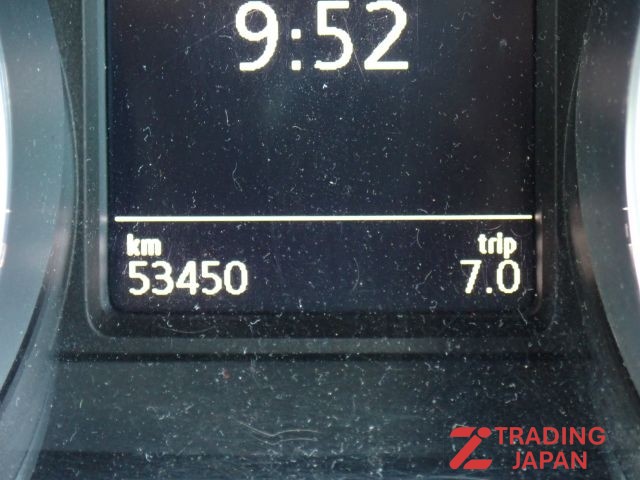 9:52
km trip
53450 7.0
TRADING
JAPAN